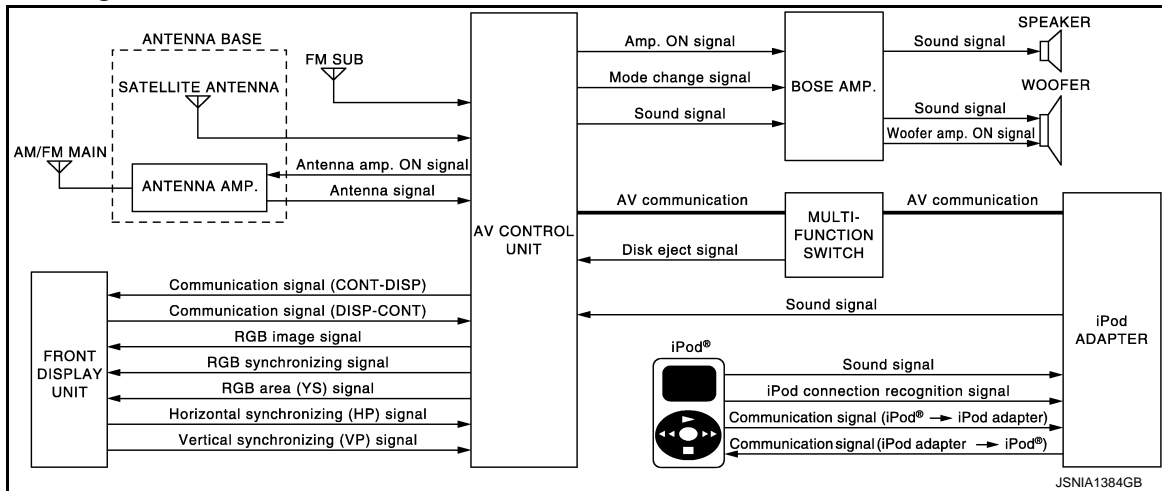 ANTENNA BASE
SATELLITE ANTENNA
FM SUB
AM/FM MAIN
ANTENNA AMP.
Antenna amp. ON signal
Antenna signal
AV CONTROL
UNIT
Amp. ON signal
Mode change signal
Sound signal
BOSE AMP.
Sound signal
SPEAKER
WOOFER
Sound signal
Woofer amp. ON signal
AV communication
MULTI-
FUNCTION
SWITCH
AV communication
Disk eject signal
Sound signal
iPod
ADAPTER
FRONT
DISPLAY
UNIT
Communication signal (CONT-DISP)
Communication signal (DISP-CONT)
RGB image signal
RGB synchronizing signal
RGB area (YS) signal
Horizontal synchronizing (HP) signal
Vertical synchronizing (VP) signal
iPod®
Sound signal
iPod connection recognition signal
Communication signal (iPod® → iPod adapter)
Communication signal (iPod adapter → iPod®)
JSNIA1384GB